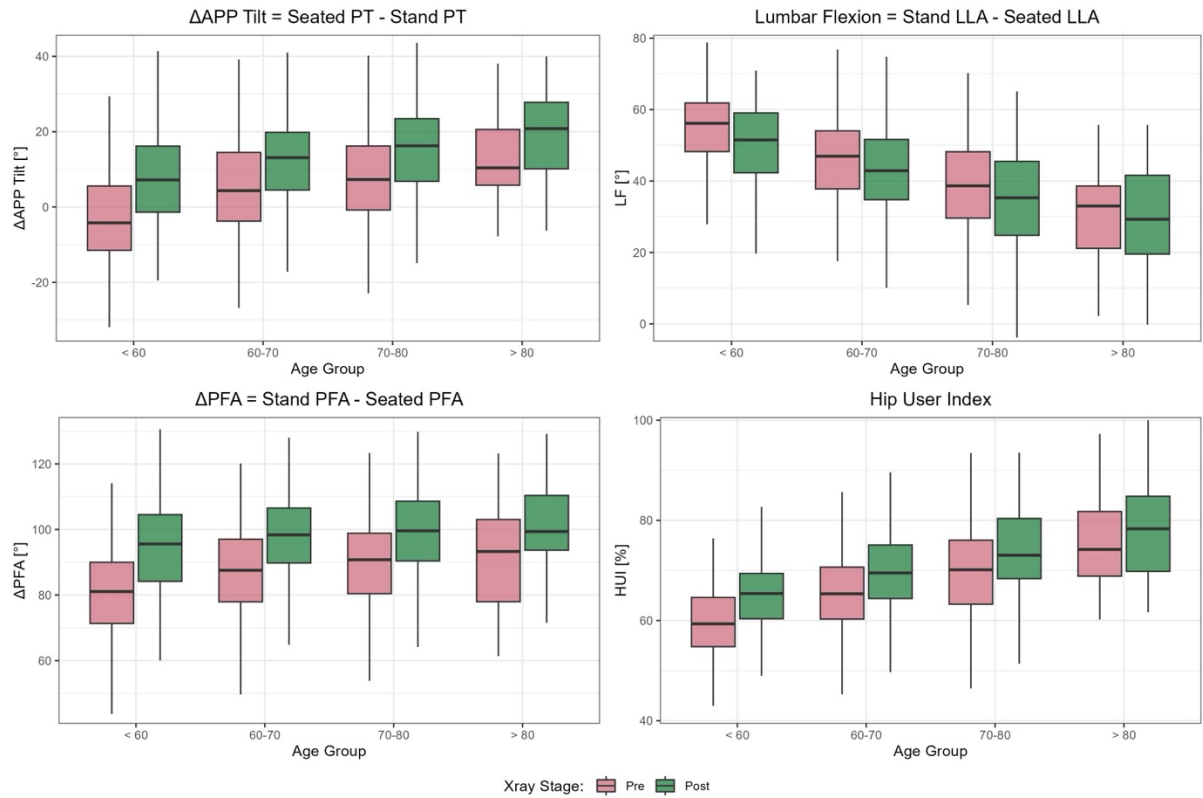 ΔAPP Tilt = Seated PT - Stand PT
ΔAPP Tilt [°]
40
20
0
-20
< 60
60-70
70-80
> 80
Age Group
Lumbar Flexion = Stand LLA - Seated LLA
LF [°]
80
60
40
20
0
< 60
60-70
70-80
> 80
Age Group
ΔPFA = Stand PFA - Seated PFA
ΔPFA [°]
120
100
80
60
< 60
60-70
70-80
> 80
Age Group
Hip User Index
HUI [%]
100
80
60
40
< 60
60-70
70-80
> 80
Age Group
Xray Stage: Pre Post